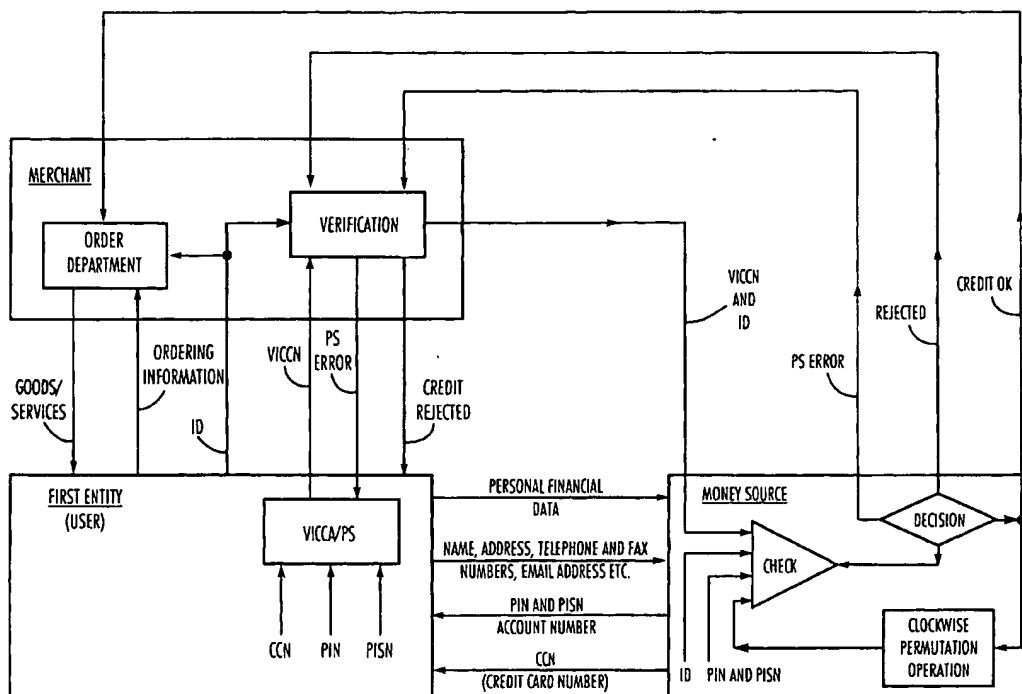 MERCHANT
ORDER
DEPARTMENT
VERIFICATION
GOODS/
SERVICES
ORDERING
INFORMATION
ID
VICCN
PS
ERROR
CREDIT
REJECTED
VICCN
AND
ID
PS ERROR
REJECTED
CREDIT OK
FIRST ENTITY
(USER)
VICCA/PS
CCN
PIN
PISN
PERSONAL FINANCIAL
DATA
NAME, ADDRESS, TELEPHONE AND FAX
NUMBERS, EMAIL ADDRESS ETC.
PIN AND PISN
ACCOUNT NUMBER
CCN
(CREDIT CARD NUMBER)
MONEY SOURCE
DECISION
CHECK
CLOCKWISE
PERMUTATION
OPERATION
ID
PIN AND PISN